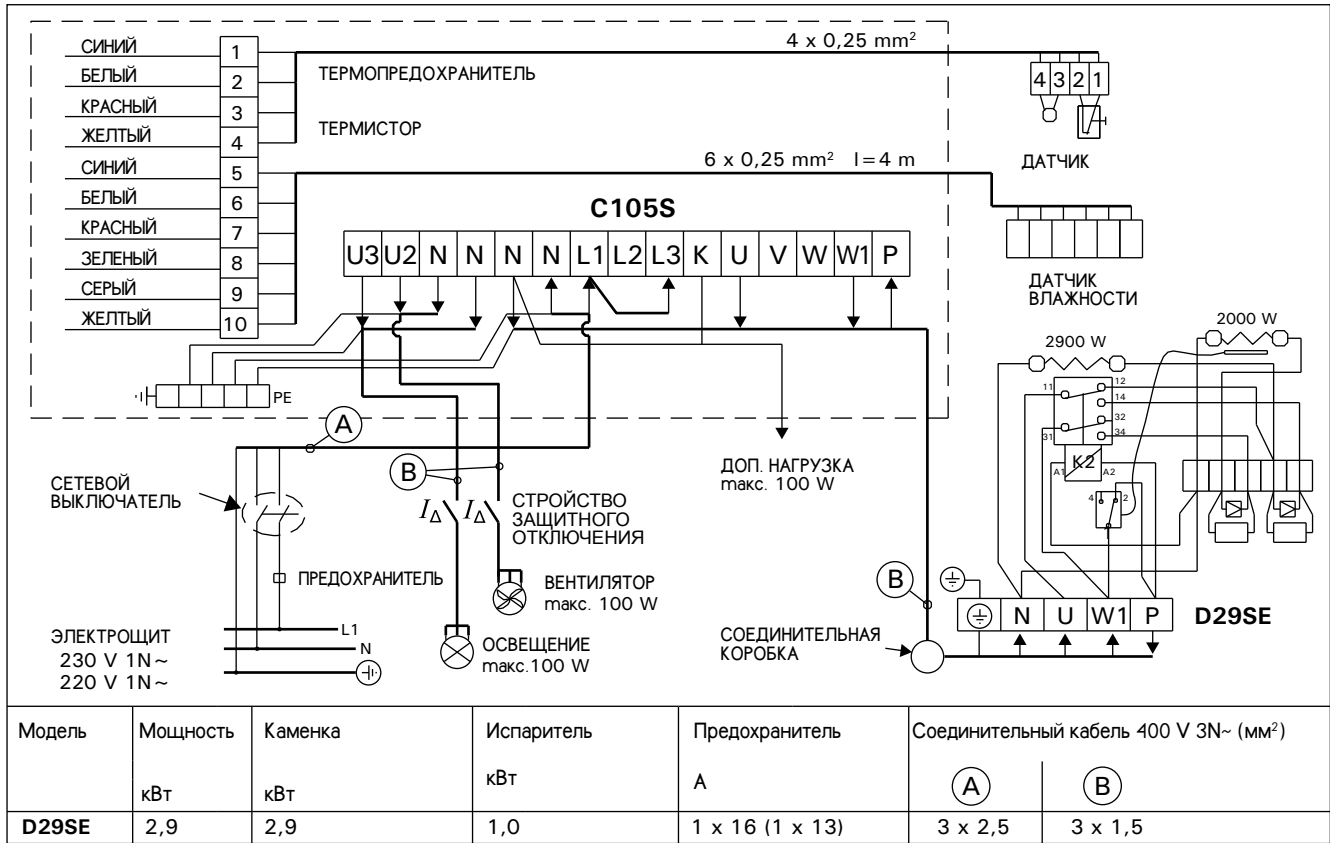 СИНИЙ 1
БЕЛЫЙ 2
КРАСНЫЙ 3
ЖЕЛТЫЙ 4
СИНИЙ 5
БЕЛЫЙ 6
КРАСНЫЙ 7
ЗЕЛЕНЫЙ 8
СЕРЫЙ 9
ЖЕЛТЫЙ 10
4 x 0,25 mm²
ТЕРМОПРЕДОХРАНИТЕЛЬ
ТЕРМИСТОР
4 3 2 1
ДАТЧИК
6 x 0,25 mm² l=4 m
C105S
U3 U2 N N N N L1 L2 L3 K U V W W1 P
ДАТЧИК
ВЛАЖНОСТИ
PE
A
B
СЕТЕВОЙ
ВЫКЛЮЧАТЕЛЬ
I∆ I∆
СТРОЙСТВО
ЗАЩИТНОГО
ОТКЛЮЧЕНИЯ
ДОП. НАГРУЗКА
макс. 100 W
ПРЕДОХРАНИТЕЛЬ
ВЕНТИЛЯТОР
макс. 100 W
ОСВЕЩЕНИЕ
макс.100 W
ЭЛЕКТРОЩИТ
230 V 1N~
220 V 1N~
L1
N
2000 W
2900 W
11 12
14
32
31 34
K2
A1 A2
4 2
B
СОЕДИНИТЕЛЬНАЯ
КОРОБКА
N U W1 P
D29SE
Модель Мощность Каменка Испаритель Предохранитель Соединительный кабель 400 V 3N~ (мм²)
кВт кВт кВт А A B
D29SE 2,9 2,9 1,0 1 x 16 (1 x 13) 3 x 2,5 3 x 1,5